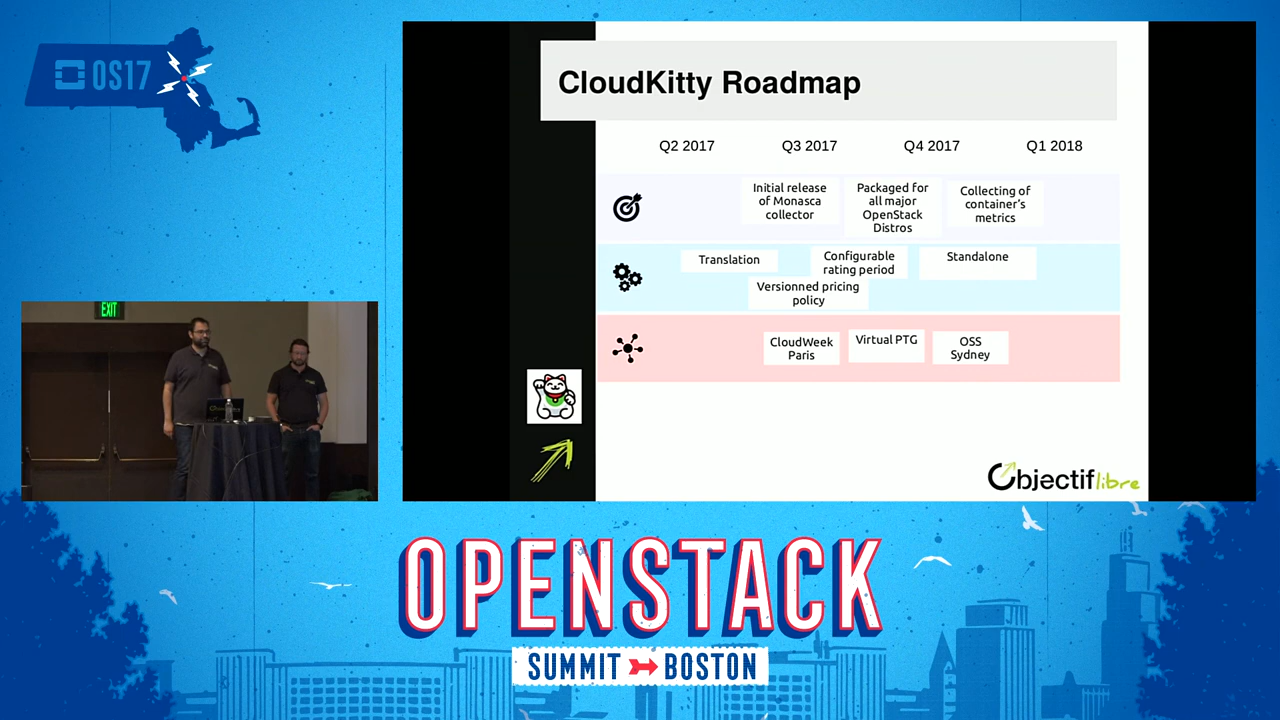 OS17
CloudKitty Roadmap
Q2 2017
Q3 2017
Q4 2017
Q1 2018
Initial release
of Monasca
collector
Packaged for
all major
OpenStack
Distros
Collecting of
container's
metrics
Translation
Configurable
rating period
Standalone
Versionned pricing
policy
CloudWeek
Paris
Virtual PTG
OSS
Sydney
Objectif libre
EXIT
OPENSTACK
SUMMIT BOSTON